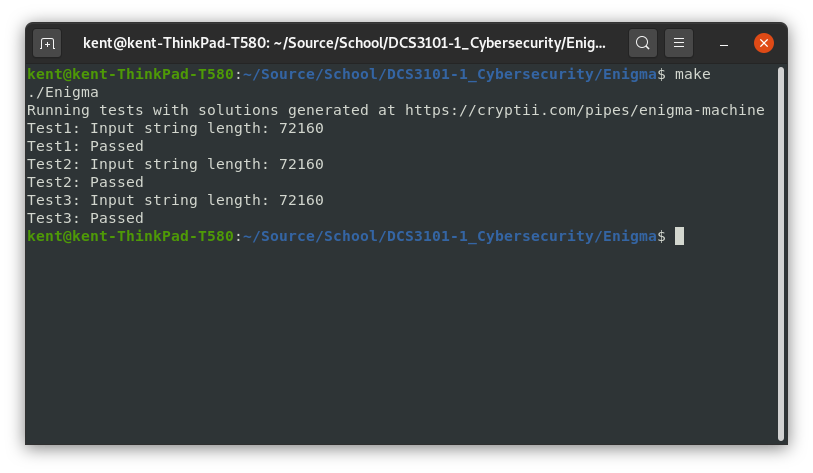 kent@kent-ThinkPad-T580: ~/Source/School/DCS3101-1_Cybersecurity/Enig...
kent@kent-ThinkPad-T580:~/Source/School/DCS3101-1_Cybersecurity/Enigma$ make
./Enigma
Running tests with solutions generated at https://cryptii.com/pipes/enigma-machine
Test1: Input string length: 72160
Test1: Passed
Test2: Input string length: 72160
Test2: Passed
Test3: Input string length: 72160
Test3: Passed
kent@kent-ThinkPad-T580:~/Source/School/DCS3101-1_Cybersecurity/Enigma$